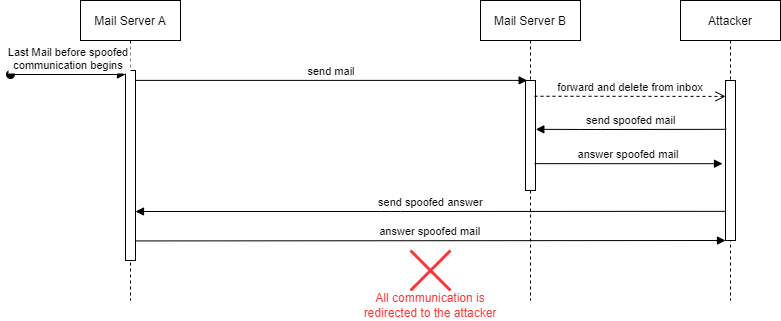 Mail Server A
Mail Server B
Attacker
Last Mail before spoofed
communication begins
send mail
forward and delete from inbox
send spoofed mail
answer spoofed mail
send spoofed answer
answer spoofed mail
All communication is
redirected to the attacker